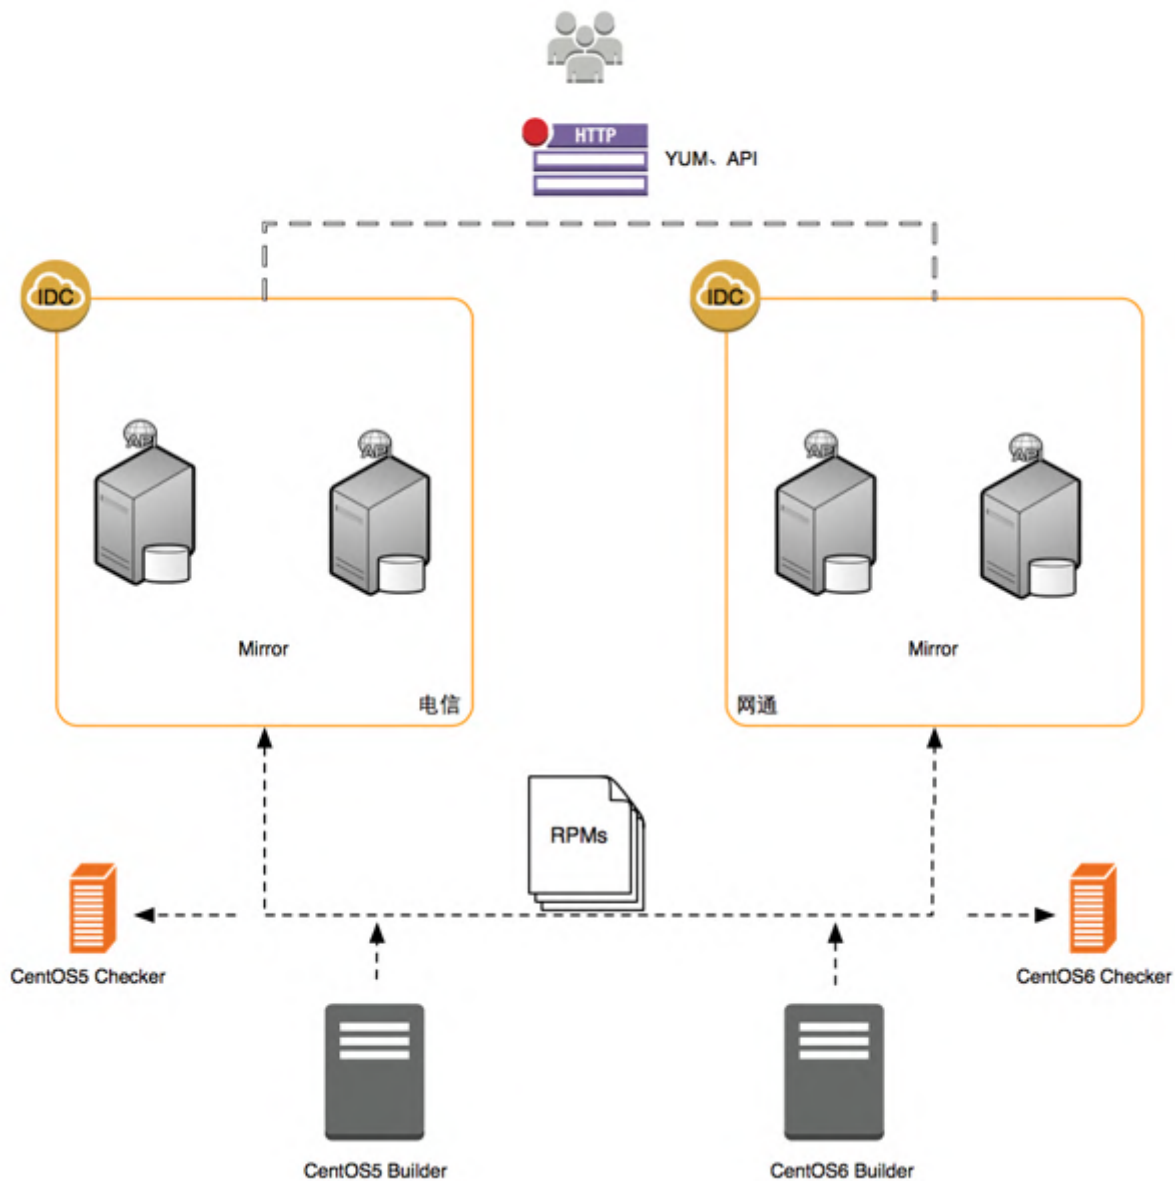 HTTP
YUM、API
IDC
IDC
API
API
API
API
Mirror
Mirror
电信
网通
RPMs
CentOS5 Checker
CentOS6 Checker
CentOS5 Builder
CentOS6 Builder